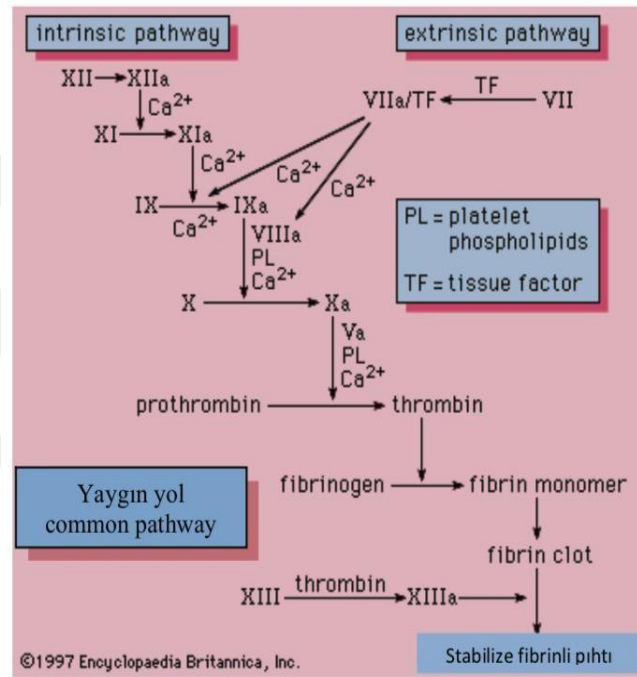 intrinsic pathway
extrinsic pathway
XII XIIa
Ca2+
XI XIa
VIIa/TF TF VII
Ca2+
Ca2+
Ca2+
IX IXa
Ca2+
VIIIa
PL
Ca2+
PL = platelet
phospholipids
TF = tissue factor
X Xa
Va
PL
Ca2+
prothrombin thrombin
fibrinogen fibrin monomer
Yaygın yol
common pathway
fibrin clot
XIII thrombin XIIIa
Stabilize fibrinli pıhtı
©1997 Encyclopaedia Britannica, Inc.